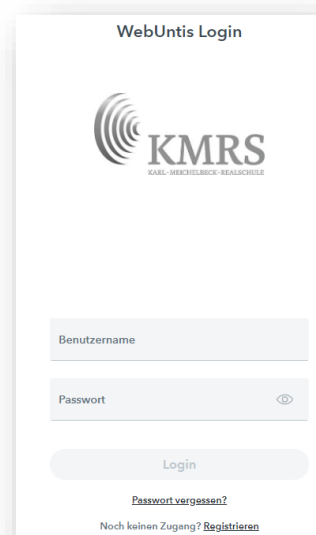 WebUntis Login
KMRS
KARL-MEICHELBECK-REALSCHULE
Benutzername
Passwort
Login
Passwort vergessen?
Noch keinen Zugang? Registrieren